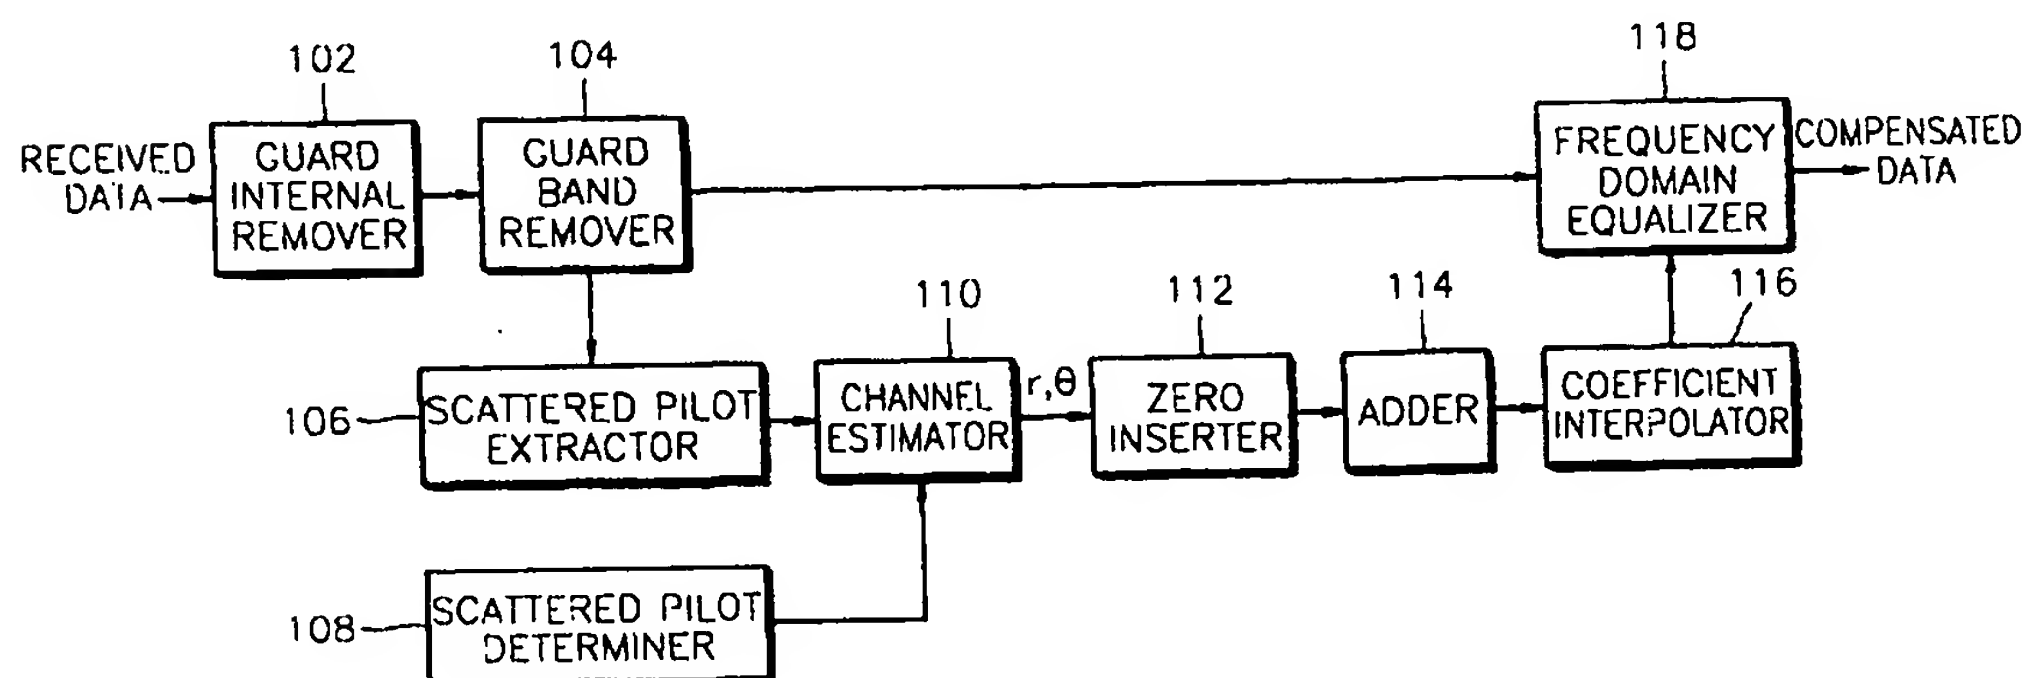 102
104
118
RECEIVED
DATA
GUARD
INTERNAL
REMOVER
GUARD
BAND
REMOVER
FREQUENCY
DOMAIN
EQUALIZER
COMPENSATED
DATA
110
112
114
116
106
SCATTERED PILOT
EXTRACTOR
CHANNEL
ESTIMATOR
r,θ
ZERO
INSERTER
ADDER
COEFFICIENT
INTERPOLATOR
108
SCATTERED PILOT
DETERMINER